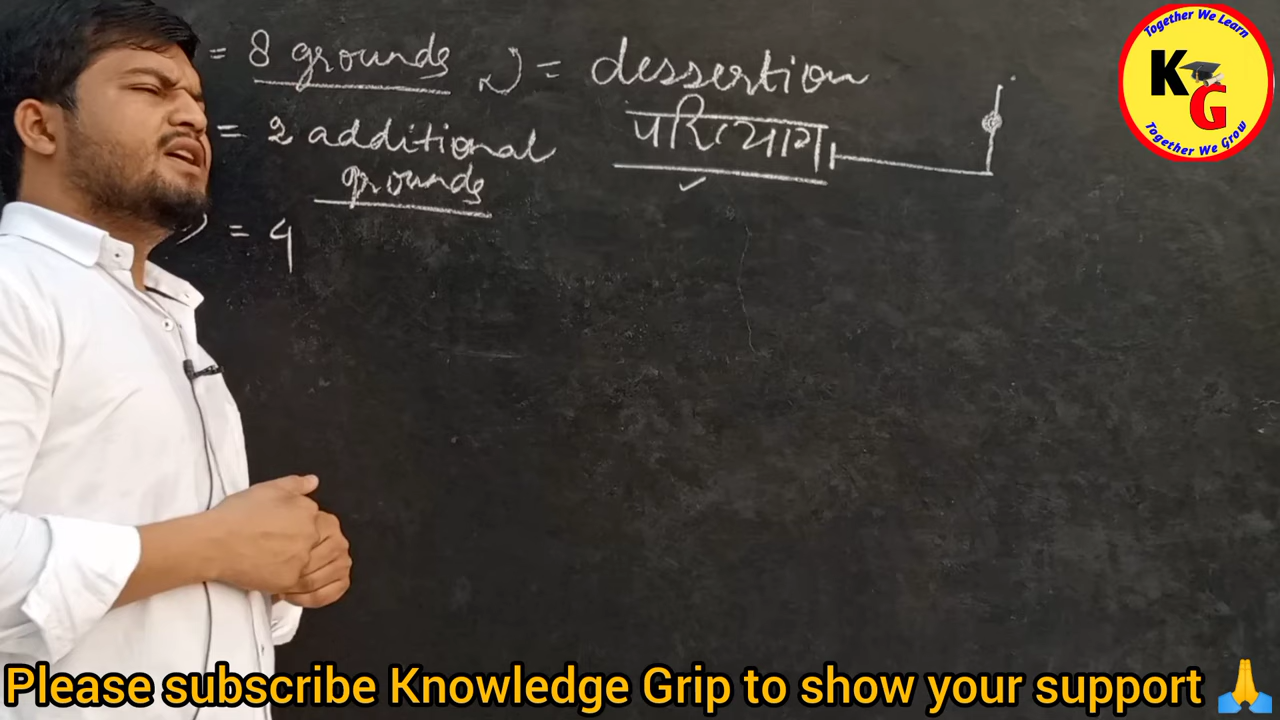 = 8 grounds
= 2 additional
grounds
) = 4
) = dessertion
परित्याग
Together We Learn
KG
Together We Grow
Please subscribe Knowledge Grip to show your support 🙏